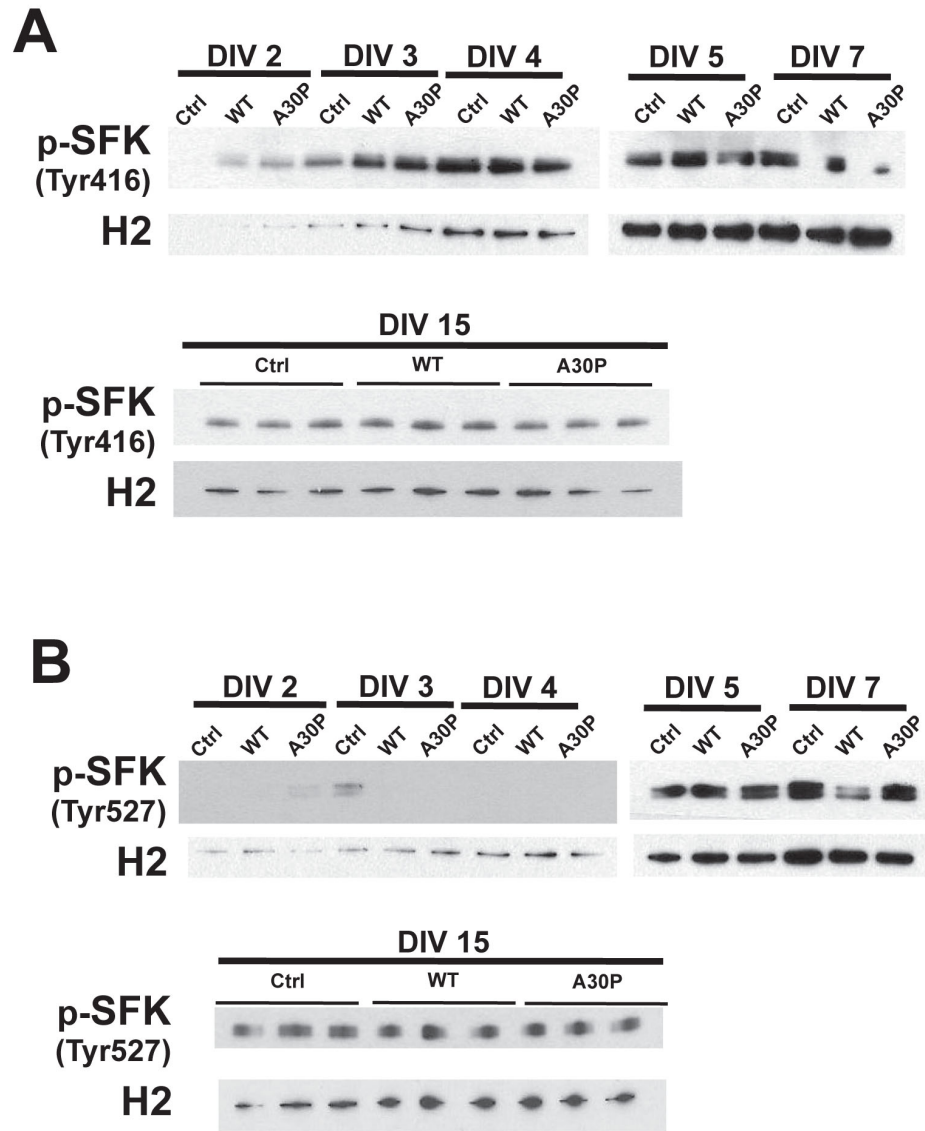 A
DIV 2 DIV 3 DIV 4 DIV 5 DIV 7
Ctrl WT A30P Ctrl WT A30P Ctrl WT A30P Ctrl WT A30P Ctrl WT A30P
p-SFK
(Tyr416)
H2
DIV 15
Ctrl WT A30P
p-SFK
(Tyr416)
H2
B
DIV 2 DIV 3 DIV 4 DIV 5 DIV 7
Ctrl WT A30P Ctrl WT A30P Ctrl WT A30P Ctrl WT A30P Ctrl WT A30P
p-SFK
(Tyr527)
H2
DIV 15
Ctrl WT A30P
p-SFK
(Tyr527)
H2